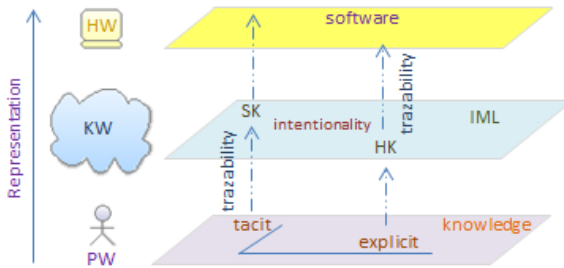 HW
software
Representation
KW
SK
intentionality
trazability
IML
HK
trazability
tacit
knowledge
explicit
PW